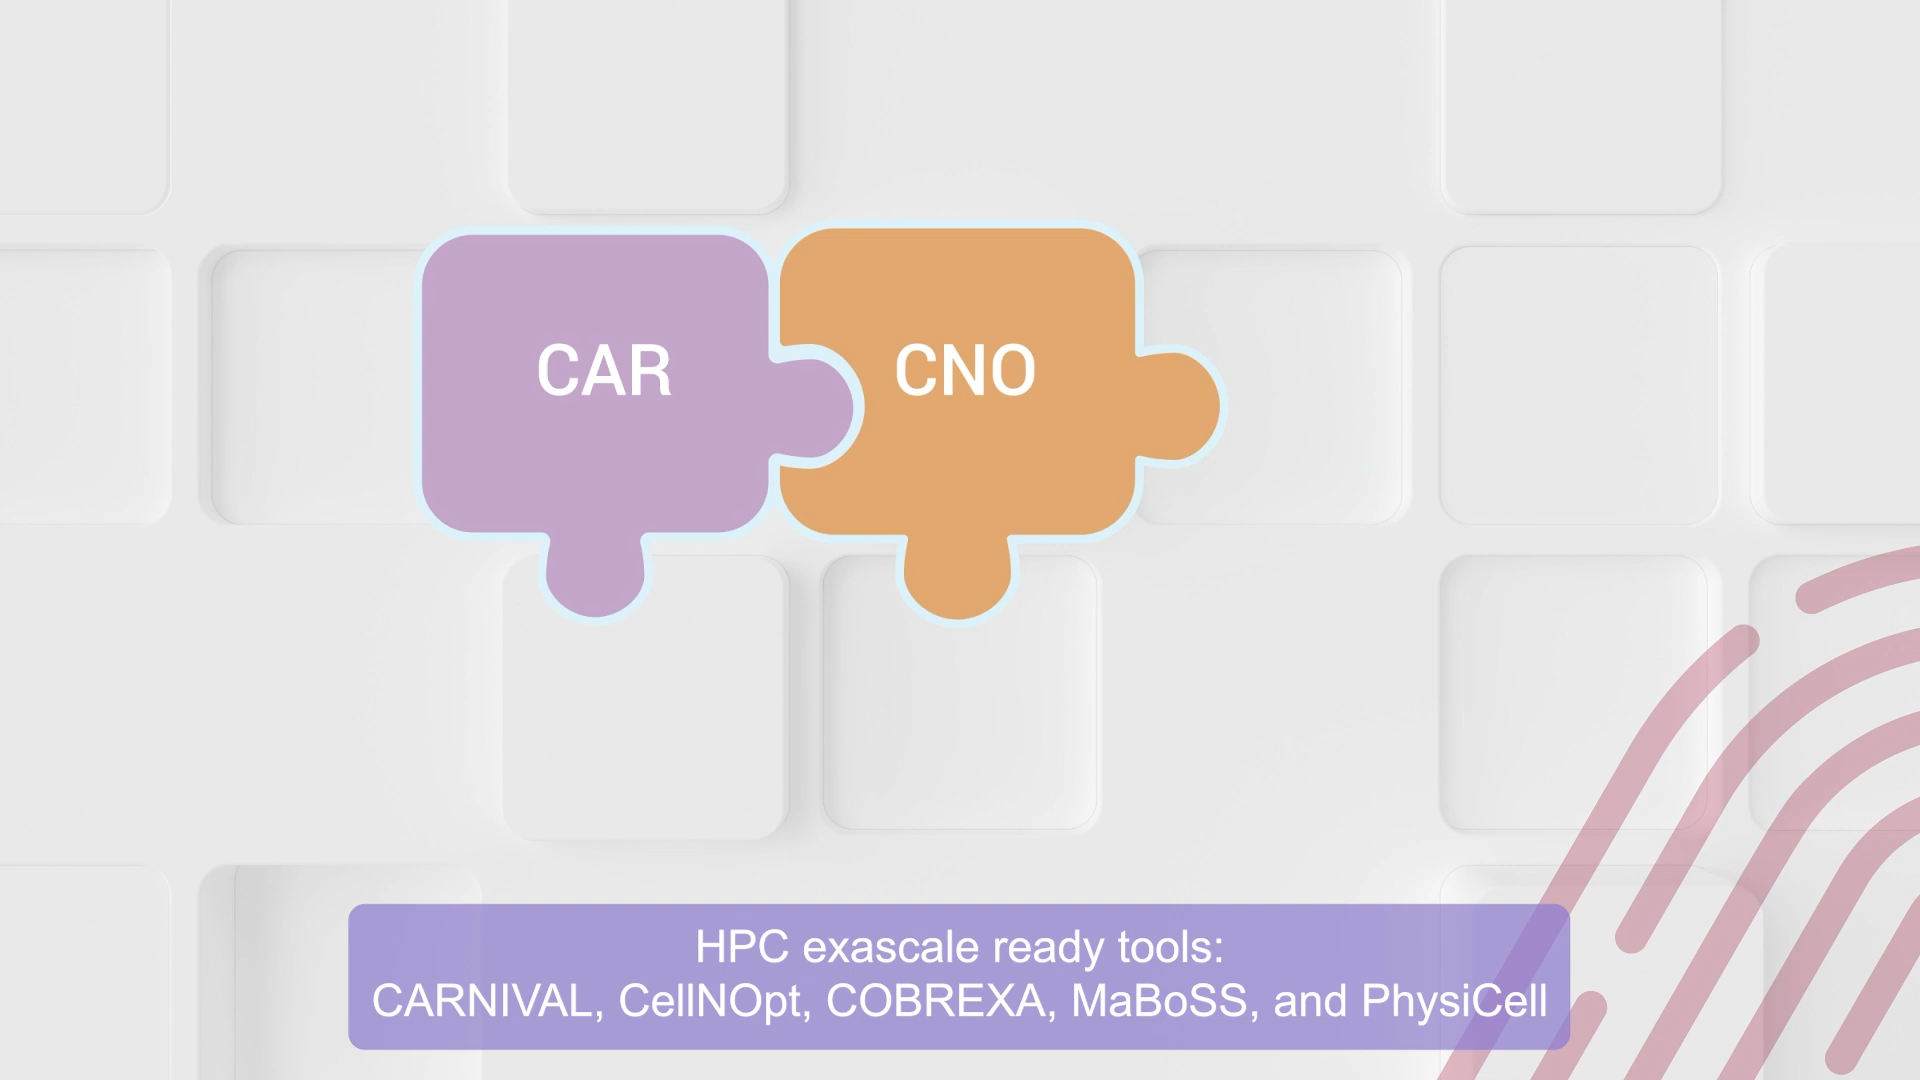 CAR
CNO
HPC exascale ready tools:
CARNIVAL, CellNOpt, COBREXA, MaBoSS, and PhysiCell